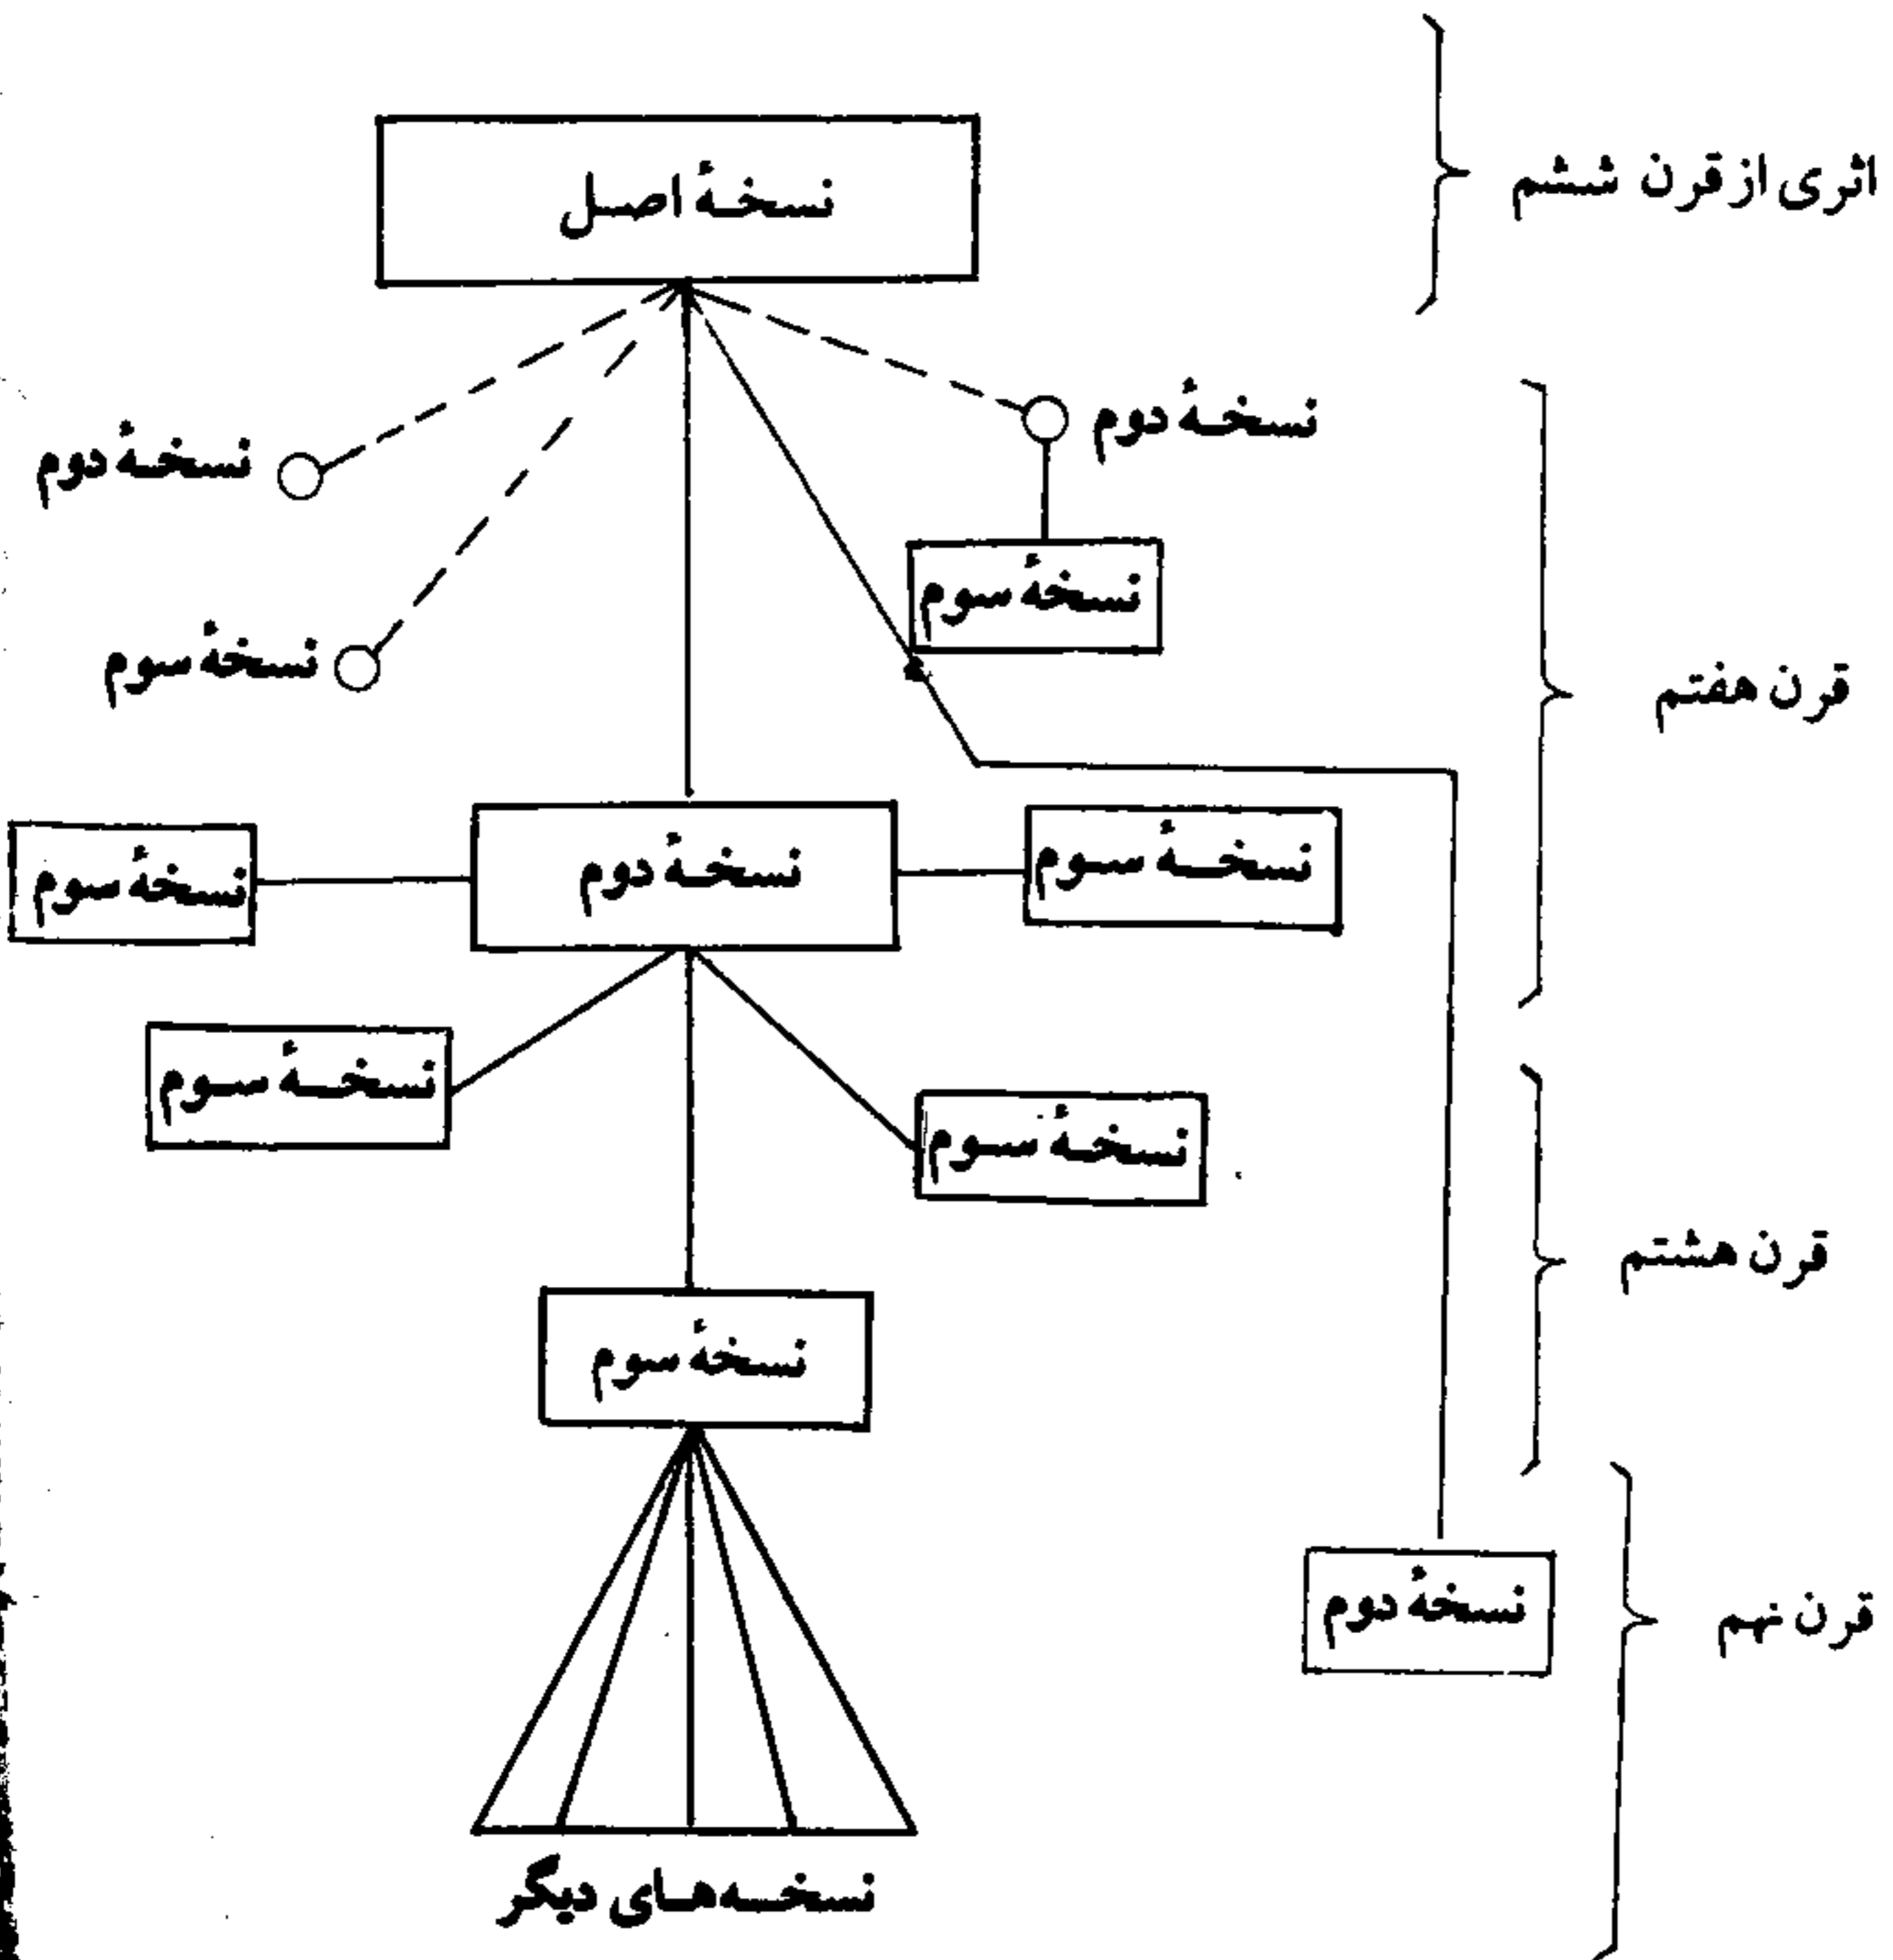 اثری از قرن ششم
نسخهٔ اصل
نسخهٔ دوم
نسخهٔ دوم
نسخهٔ سوم
نسخهٔ سوم
قرن هفتم
نسخهٔ سوم
نسخهٔ دوم
نسخهٔ سوم
نسخهٔ سوم
نسخهٔ سوم
قرن هشتم
نسخهٔ سوم
نسخهٔ دوم
قرن نهم
نسخه‌های دیگر